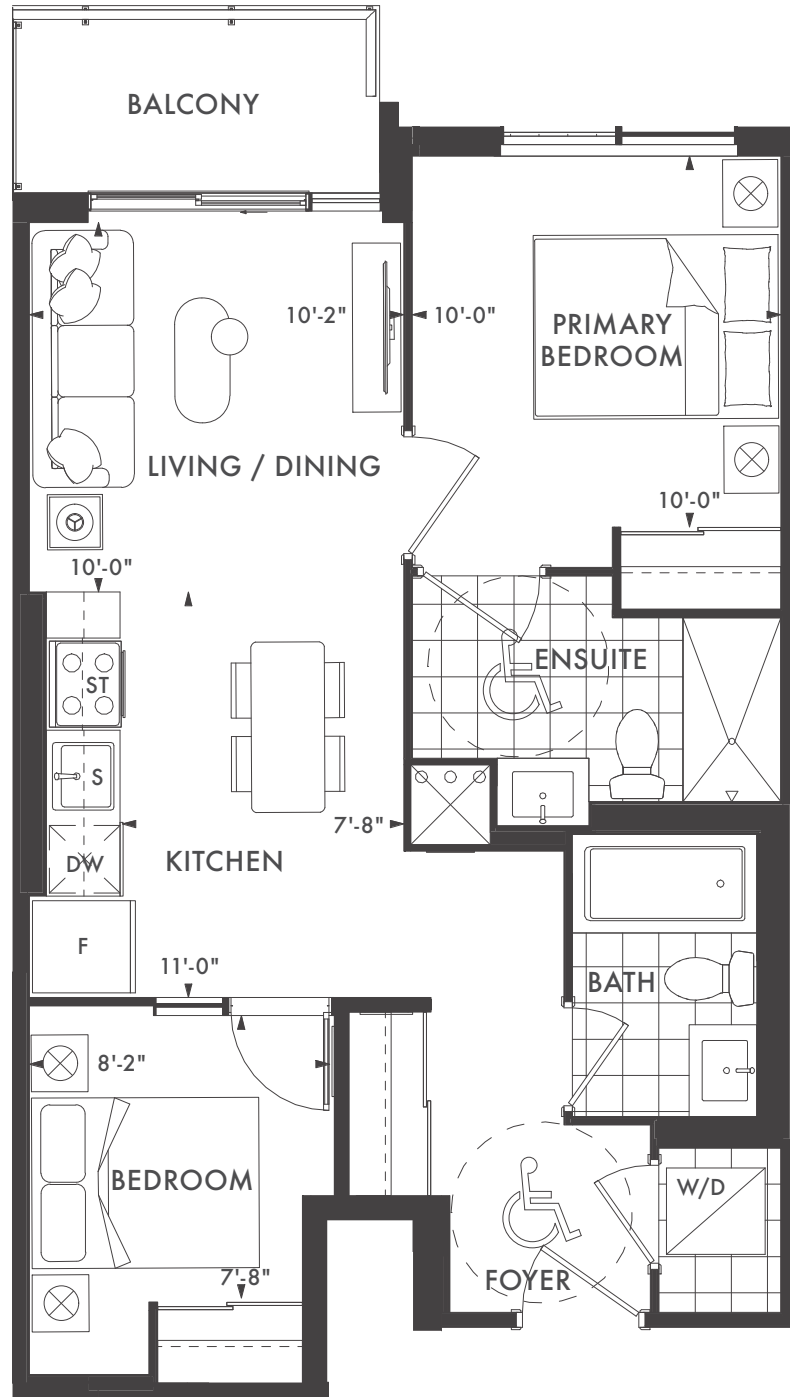 BALCONY
10'-2"
10'-0"
PRIMARY
BEDROOM
LIVING / DINING
10'-0"
10'-0"
ST
ENSUITE
S
7'-8"
DW
KITCHEN
F
BATH
11'-0"
8'-2"
BEDROOM
W/D
7'-8"
FOYER